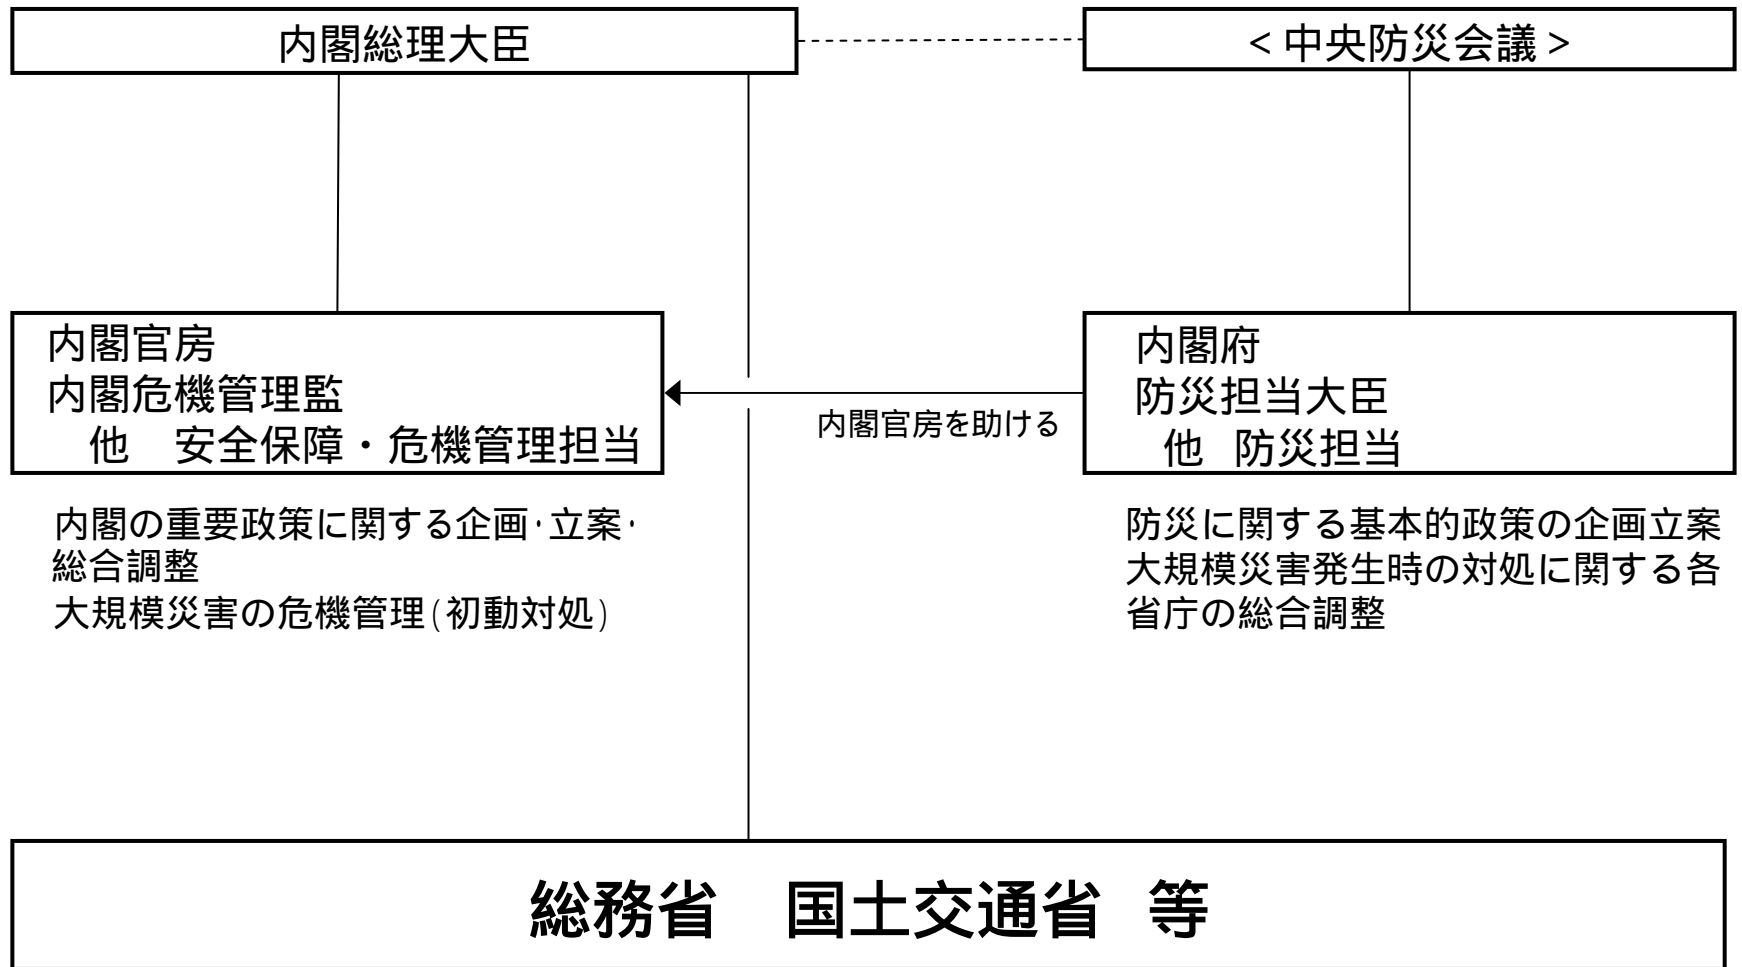 内閣総理大臣
<中央防災会議>
内閣官房
内閣危機管理監
他　安全保障・危機管理担当
内閣官房を助ける
内閣府
防災担当大臣
他　防災担当
内閣の重要政策に関する企画・立案・
総合調整
大規模災害の危機管理(初動対処)
防災に関する基本的政策の企画立案
大規模災害発生時の対処に関する各
省庁の総合調整
総務省　国土交通省　等